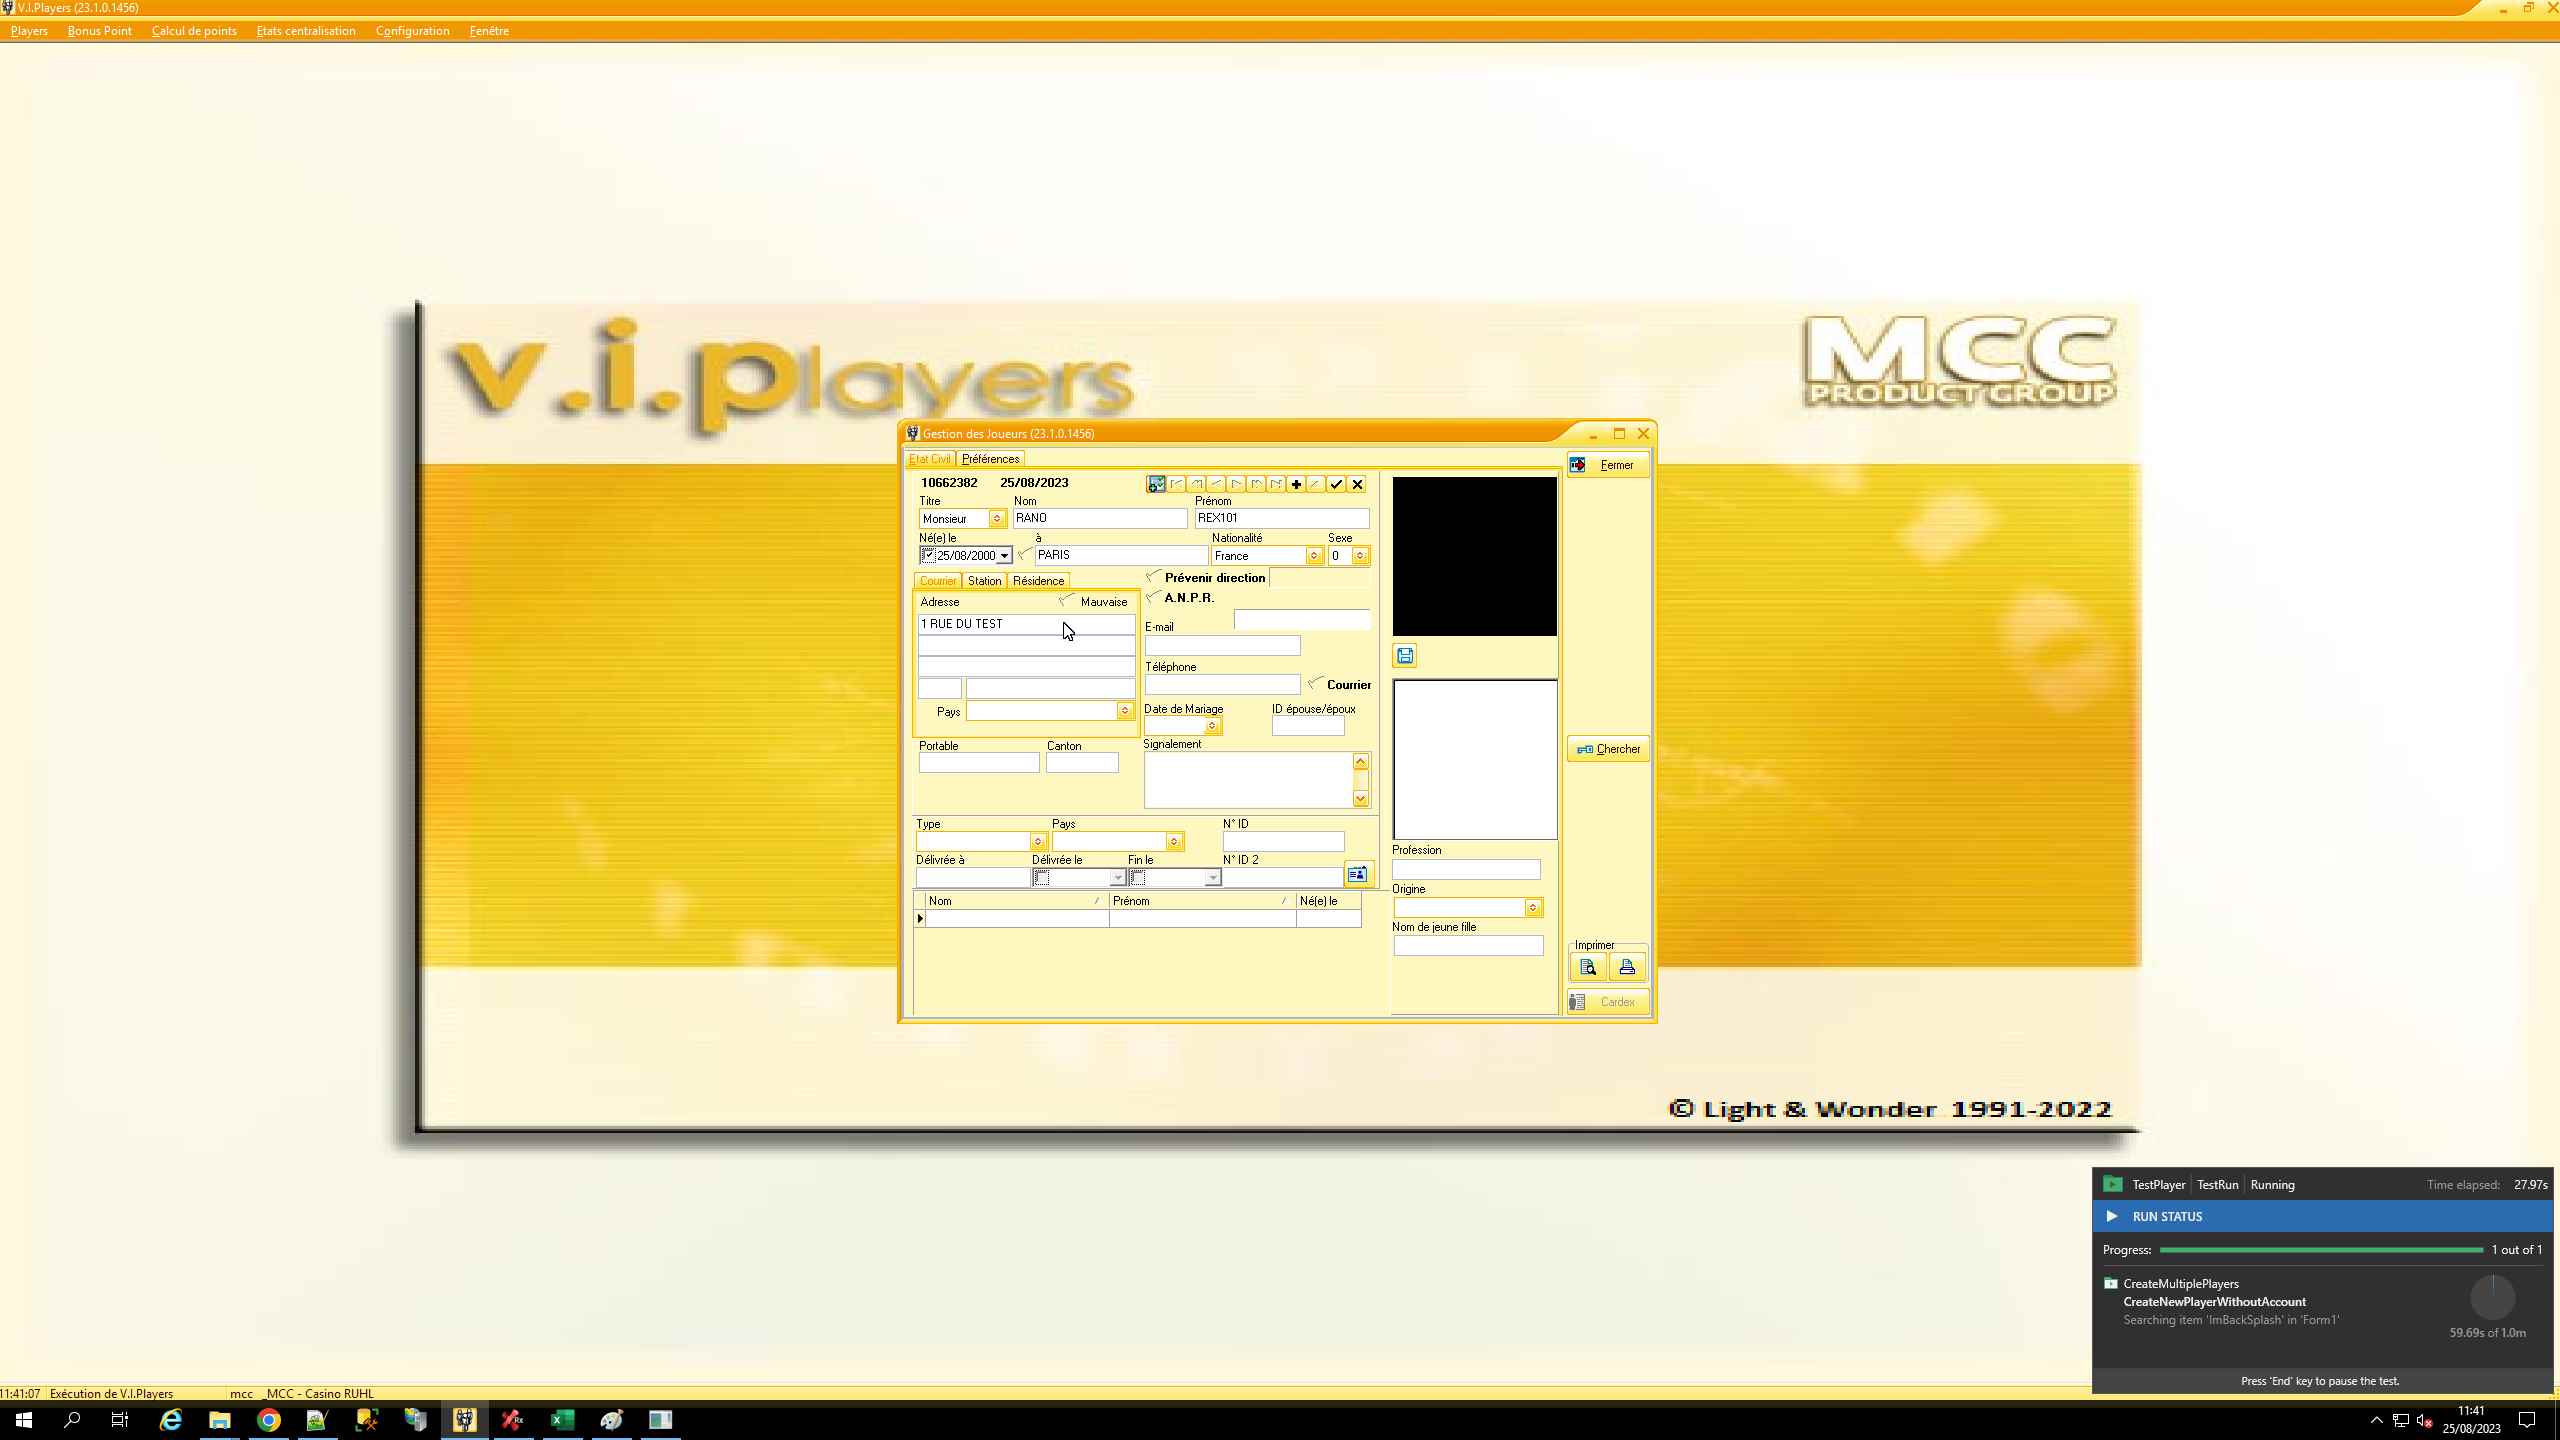 V.I.Players (23.1.0.1456)
Players Bonus Point Calcul de points Etats centralisation Configuration Fenêtre
v.i.players
MCC
PRODUCT GROUP
Gestion des Joueurs (23.1.0.1456)
Etat Civil Préférences
Fermer
10662382 25/08/2023
Titre Nom Prénom
Monsieur RANO REX101
Né(e) le à Nationalité Sexe
25/08/2000 PARIS France 0
Courrier Station Résidence
Prévenir direction
A.N.P.R.
Adresse Mauvaise
1 RUE DU TEST
E-mail
Téléphone
Courrier
Pays
Date de Mariage ID épouse/époux
Portable Canton
Signalement
Chercher
Type Pays N° ID
Délivrée à Délivrée le Fin le N° ID 2
Nom Prénom Né(e) le
Profession
Origine
Nom de jeune fille
Imprimer
Cardex
© Light & Wonder 1991-2022
TestPlayer TestRun Running Time elapsed: 27.97s
RUN STATUS
Progress: 1 out of 1
CreateMultiplePlayers
CreateNewPlayerWithoutAccount
Searching item 'ImBackSplash' in 'Form1'
59.69s of 1.0m
Press 'End' key to pause the test.
11:41:07 Exécution de V.I.Players mcc _MCC - Casino RUHL
Rx
11:41
25/08/2023